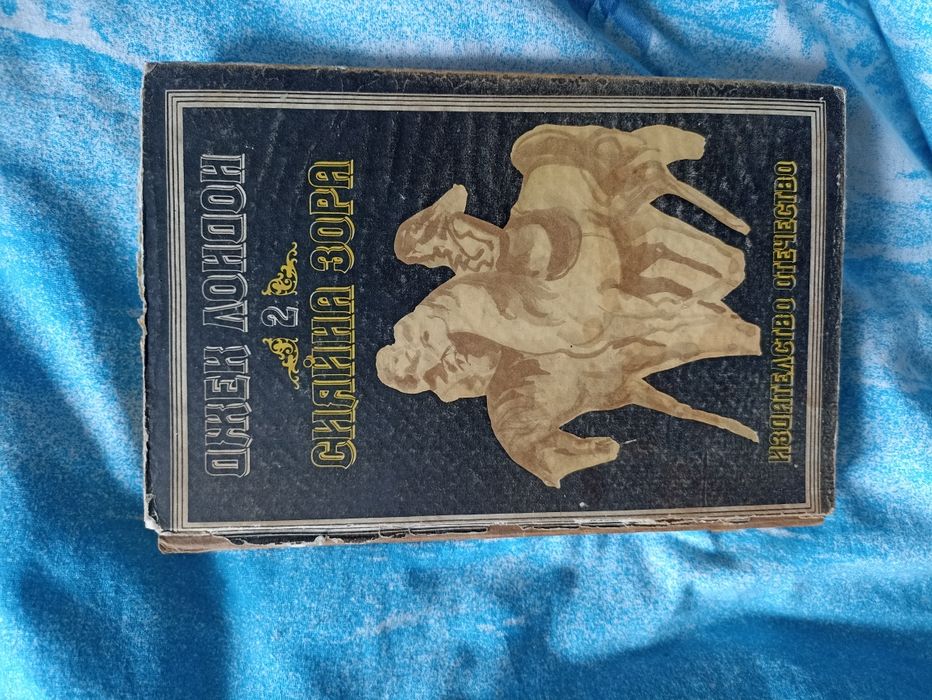 ДЖЕК ЛОНДОН
2
СИЯЙНА ЗОРА
ИЗДАТЕЛСТВО ОТЕЧЕСТВО